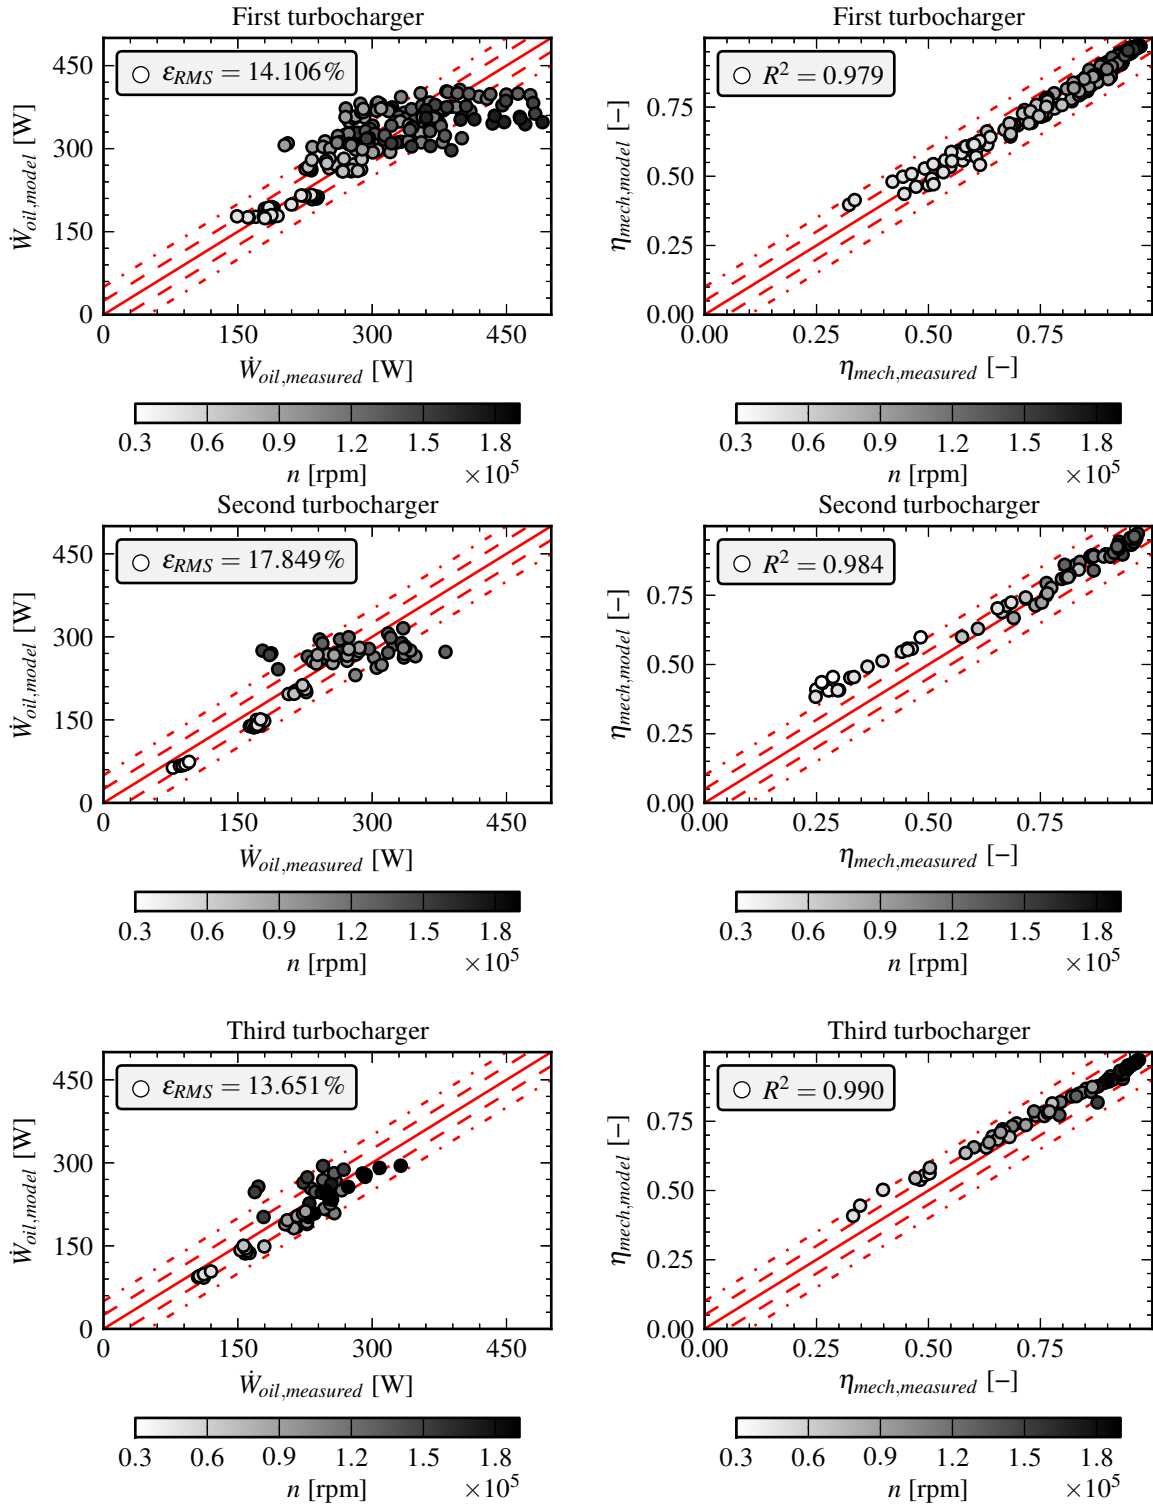 First turbocharger
ε_RMS = 14.106%
450
300
150
0
Ẇ_oil,model [W]
0 150 300 450
Ẇ_oil,measured [W]
0.3 0.6 0.9 1.2 1.5 1.8
n [rpm] ×10⁵
First turbocharger
R² = 0.979
0.75
0.50
0.25
0.00
η_mech,model [−]
0.00 0.25 0.50 0.75
η_mech,measured [−]
0.3 0.6 0.9 1.2 1.5 1.8
n [rpm] ×10⁵
Second turbocharger
ε_RMS = 17.849%
450
300
150
0
Ẇ_oil,model [W]
0 150 300 450
Ẇ_oil,measured [W]
0.3 0.6 0.9 1.2 1.5 1.8
n [rpm] ×10⁵
Second turbocharger
R² = 0.984
0.75
0.50
0.25
0.00
η_mech,model [−]
0.00 0.25 0.50 0.75
η_mech,measured [−]
0.3 0.6 0.9 1.2 1.5 1.8
n [rpm] ×10⁵
Third turbocharger
ε_RMS = 13.651%
450
300
150
0
Ẇ_oil,model [W]
0 150 300 450
Ẇ_oil,measured [W]
0.3 0.6 0.9 1.2 1.5 1.8
n [rpm] ×10⁵
Third turbocharger
R² = 0.990
0.75
0.50
0.25
0.00
η_mech,model [−]
0.00 0.25 0.50 0.75
η_mech,measured [−]
0.3 0.6 0.9 1.2 1.5 1.8
n [rpm] ×10⁵